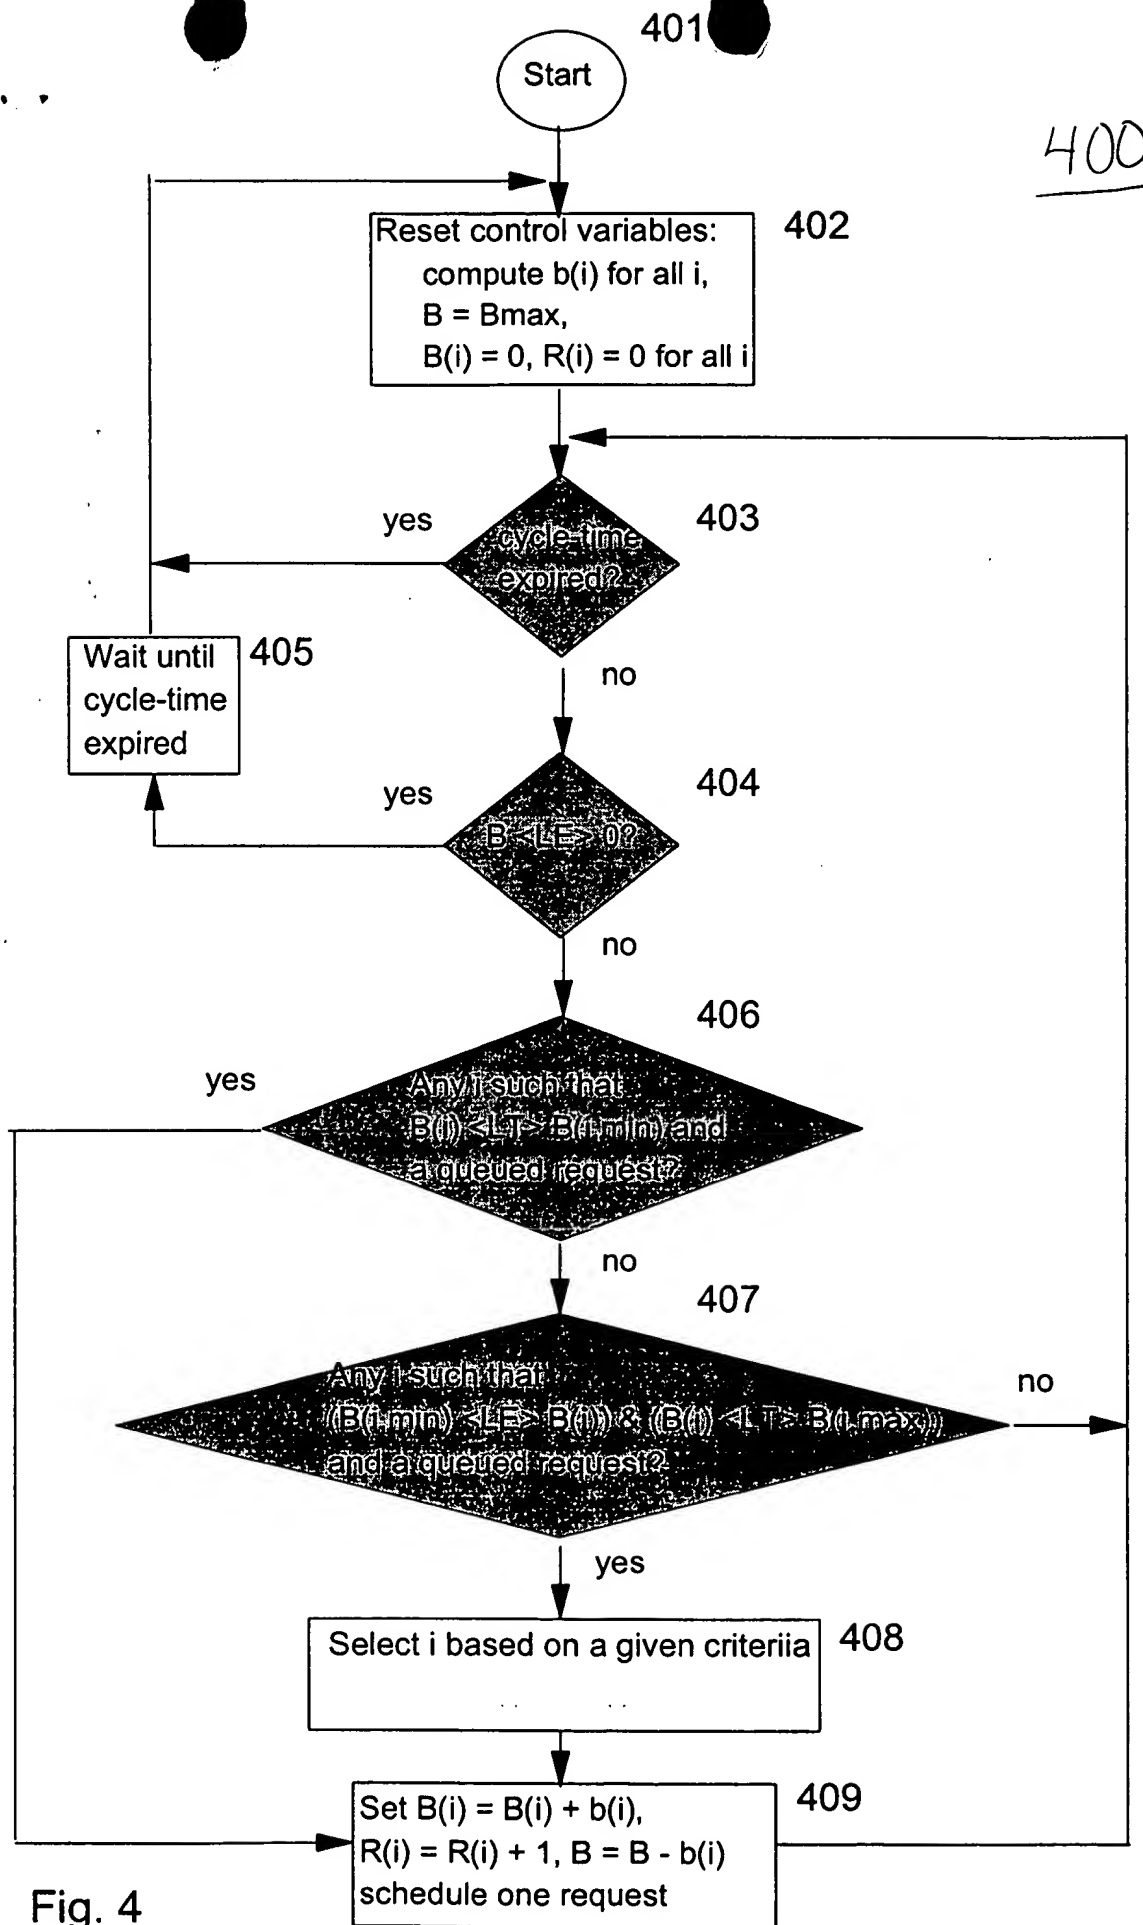 401
Start
400
Reset control variables:
compute b(i) for all i,
B = Bmax,
B(i) = 0, R(i) = 0 for all i
402
yes
403
cycle-time
expired?
Wait until
cycle-time
expired
405
no
404
yes
B <LE> 0?
no
406
yes
Any i such that
B(i) <LT> B(i,min) and
a queued request?
no
407
Any i such that
(B(i,min) <LE> B(i)) & (B(i) <LT> B(i,max))
and a queued request?
no
yes
Select i based on a given criteriia
408
Set B(i) = B(i) + b(i),
R(i) = R(i) + 1, B = B - b(i)
schedule one request
409
Fig. 4